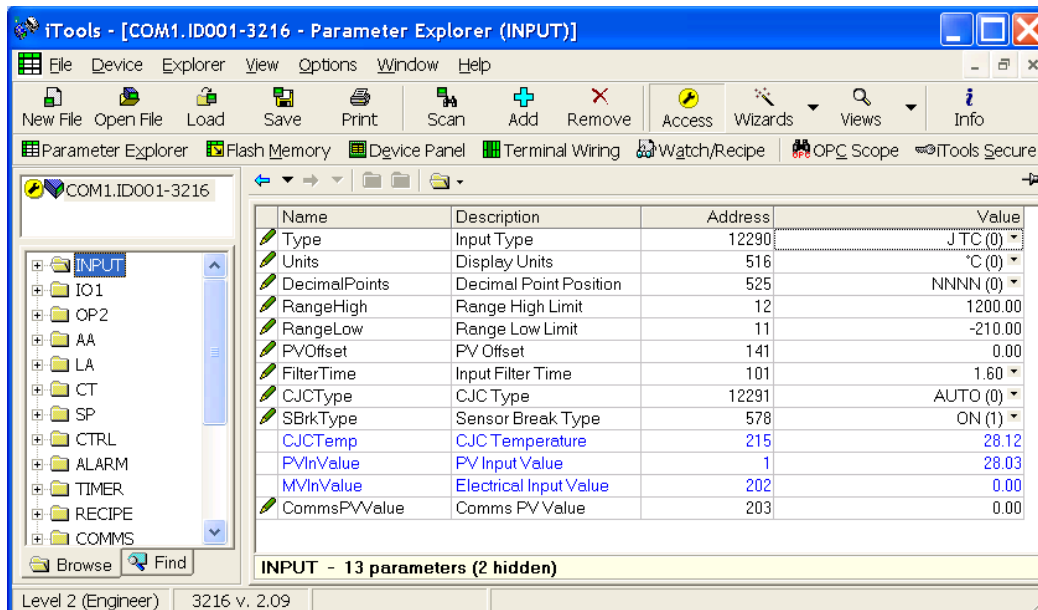 iTools - [COM1.ID001-3216 - Parameter Explorer (INPUT)]
File Device Explorer View Options Window Help
New File Open File Load Save Print Scan Add Remove Access Wizards Views Info
Parameter Explorer Flash Memory Device Panel Terminal Wiring Watch/Recipe OPC Scope iTools Secure
COM1.ID001-3216
INPUT
IO1
OP2
AA
LA
CT
SP
CTRL
ALARM
TIMER
RECIPE
COMMS
Browse Find
Name Description Address Value
Type Input Type 12290 J TC (0)
Units Display Units 516 °C (0)
DecimalPoints Decimal Point Position 525 NNNN (0)
RangeHigh Range High Limit 12 1200.00
RangeLow Range Low Limit 11 -210.00
PVOffset PV Offset 141 0.00
FilterTime Input Filter Time 101 1.60
CJCType CJC Type 12291 AUTO (0)
SBrkType Sensor Break Type 578 ON (1)
CJCTemp CJC Temperature 215 28.12
PVInValue PV Input Value 1 28.03
MVInValue Electrical Input Value 202 0.00
CommsPVValue Comms PV Value 203 0.00
INPUT - 13 parameters (2 hidden)
Level 2 (Engineer) 3216 v. 2.09